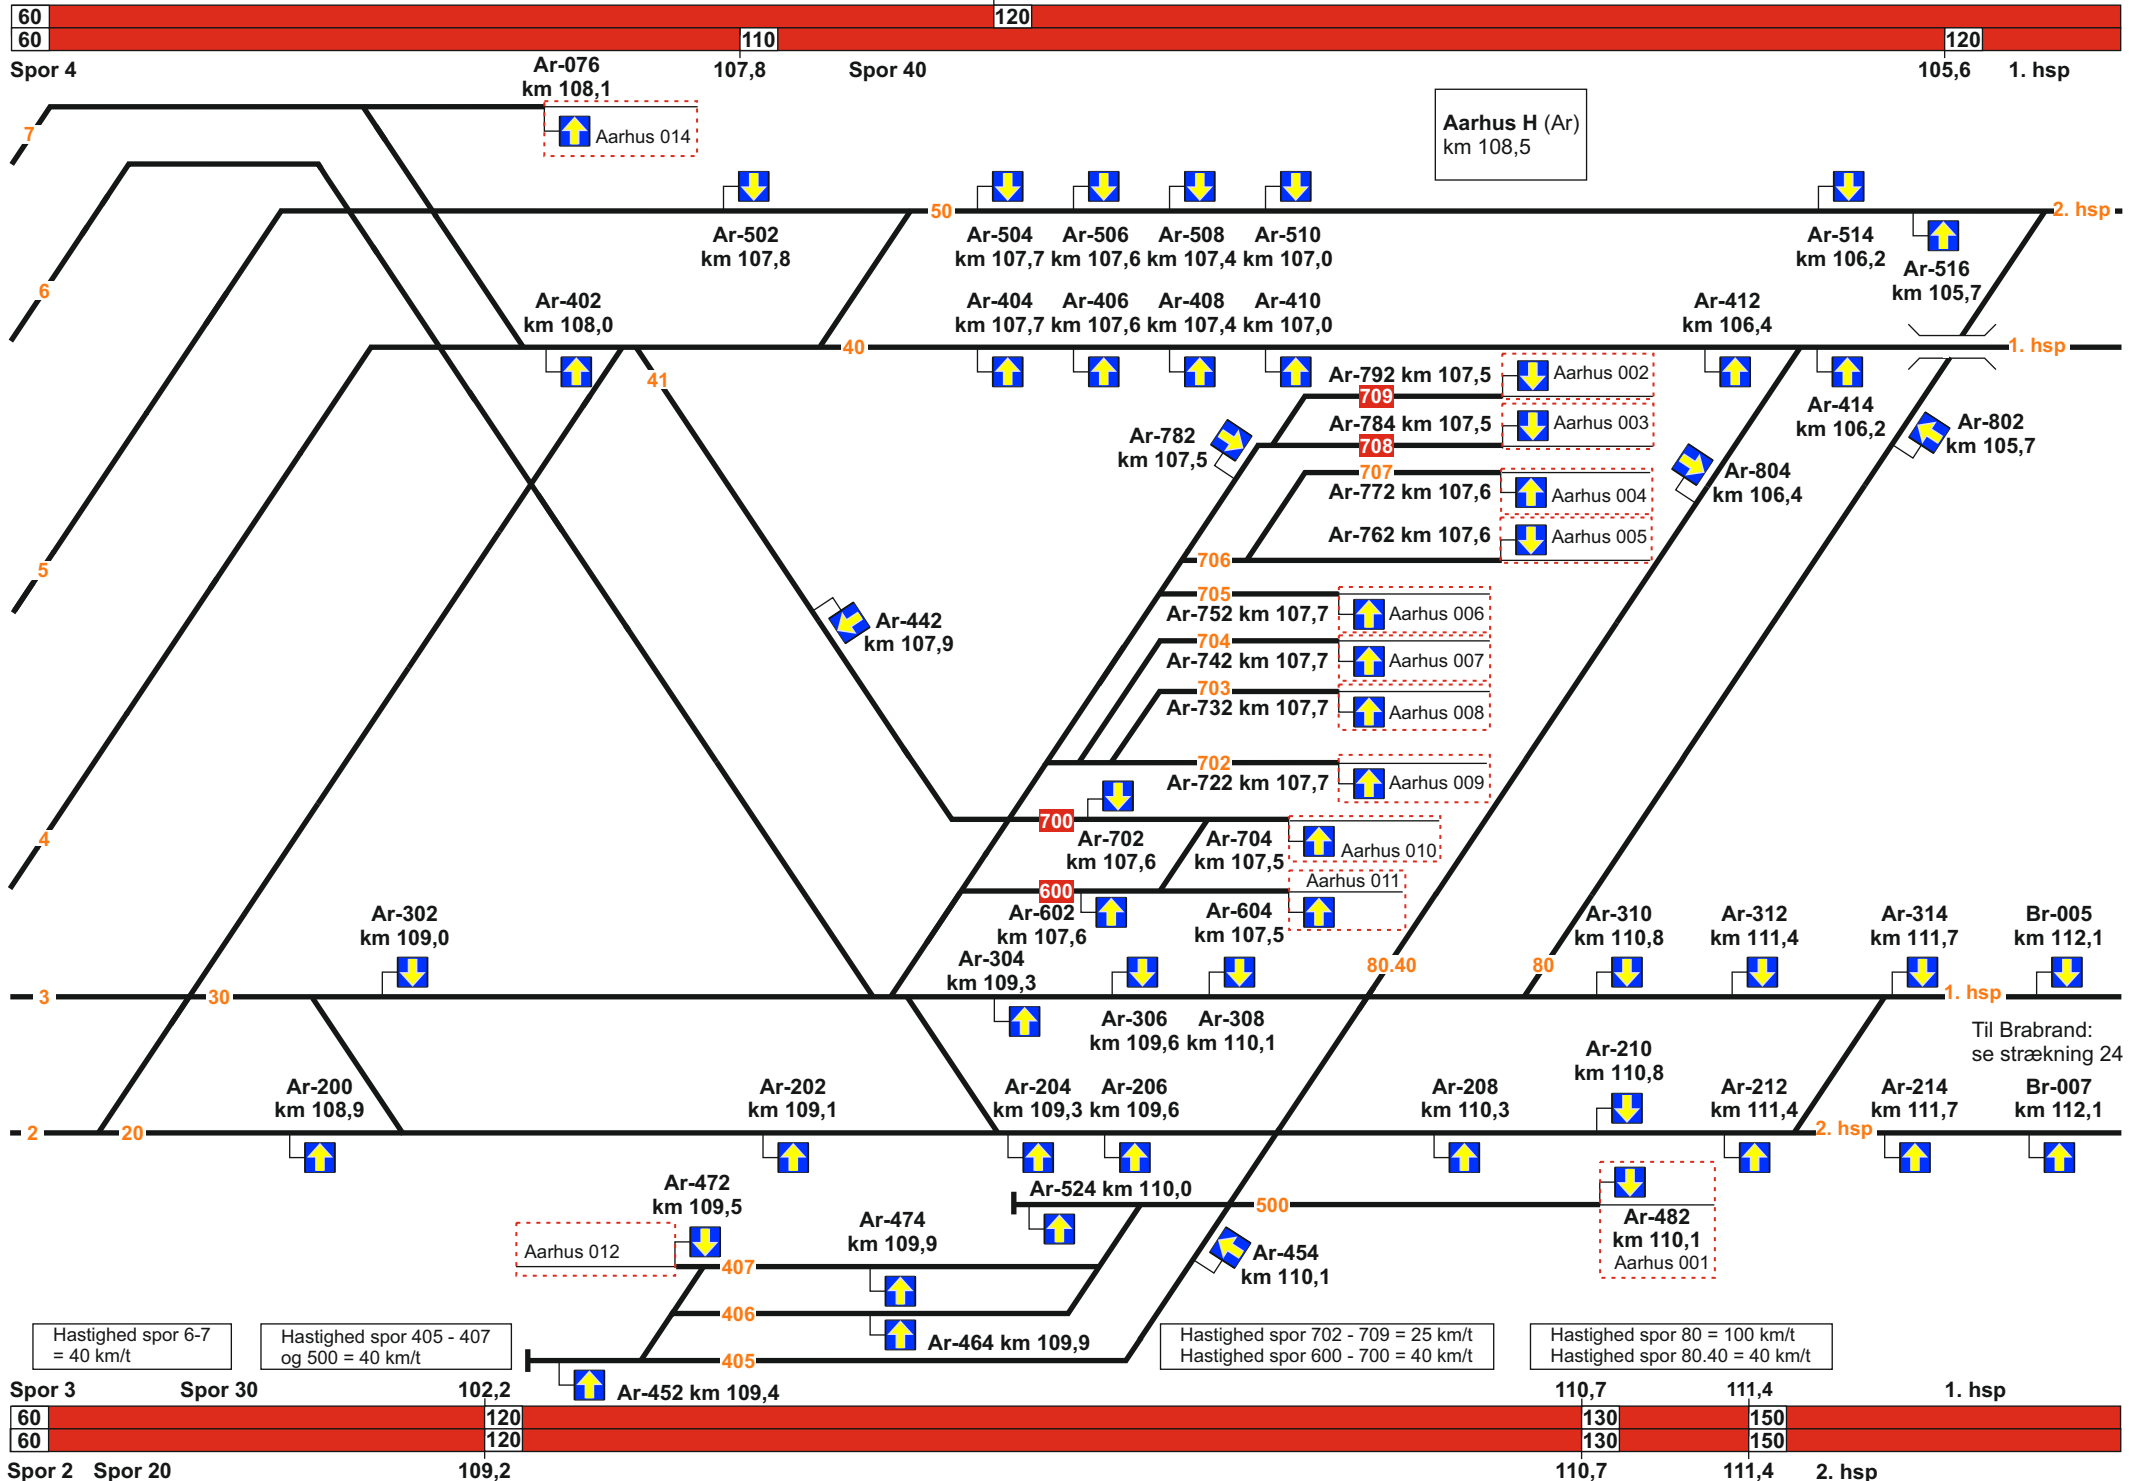 60
120
60
110
120
Spor 4
107,8
Spor 40
105,6
1. hsp
Ar-076
km 108,1
7
Aarhus 014
Aarhus H (Ar)
km 108,5
50
2. hsp
Ar-502
km 107,8
Ar-504
km 107,7
Ar-506
km 107,6
Ar-508
km 107,4
Ar-510
km 107,0
Ar-514
km 106,2
Ar-516
km 105,7
6
Ar-402
km 108,0
Ar-404
km 107,7
Ar-406
km 107,6
Ar-408
km 107,4
Ar-410
km 107,0
Ar-412
km 106,4
40
1. hsp
41
Ar-792 km 107,5
Aarhus 002
709
Ar-414
km 106,2
Ar-802
km 105,7
Ar-784 km 107,5
Aarhus 003
708
Ar-782
km 107,5
707
Ar-772 km 107,6
Aarhus 004
Ar-804
km 106,4
Ar-762 km 107,6
Aarhus 005
706
5
705
Ar-752 km 107,7
Aarhus 006
Ar-442
km 107,9
704
Ar-742 km 107,7
Aarhus 007
703
Ar-732 km 107,7
Aarhus 008
702
Ar-722 km 107,7
Aarhus 009
700
Ar-702
km 107,6
Ar-704
km 107,5
Aarhus 010
4
600
Aarhus 011
Ar-602
km 107,6
Ar-604
km 107,5
Ar-302
km 109,0
Ar-304
km 109,3
80.40
80
Ar-310
km 110,8
Ar-312
km 111,4
Ar-314
km 111,7
Br-005
km 112,1
3
30
1. hsp
Ar-306
km 109,6
Ar-308
km 110,1
Til Brabrand:
se strækning 24
Ar-200
km 108,9
Ar-202
km 109,1
Ar-204
km 109,3
Ar-206
km 109,6
Ar-208
km 110,3
Ar-210
km 110,8
Ar-212
km 111,4
Ar-214
km 111,7
Br-007
km 112,1
2
20
2. hsp
Ar-472
km 109,5
Ar-524 km 110,0
500
Ar-482
km 110,1
Aarhus 001
Aarhus 012
Ar-474
km 109,9
407
Ar-454
km 110,1
406
Ar-464 km 109,9
405
Ar-452 km 109,4
Hastighed spor 6-7
= 40 km/t
Hastighed spor 405 - 407
og 500 = 40 km/t
Hastighed spor 702 - 709 = 25 km/t
Hastighed spor 600 - 700 = 40 km/t
Hastighed spor 80 = 100 km/t
Hastighed spor 80.40 = 40 km/t
Spor 3
Spor 30
102,2
110,7
111,4
1. hsp
60
120
130
150
60
120
130
150
Spor 2
Spor 20
109,2
110,7
111,4
2. hsp